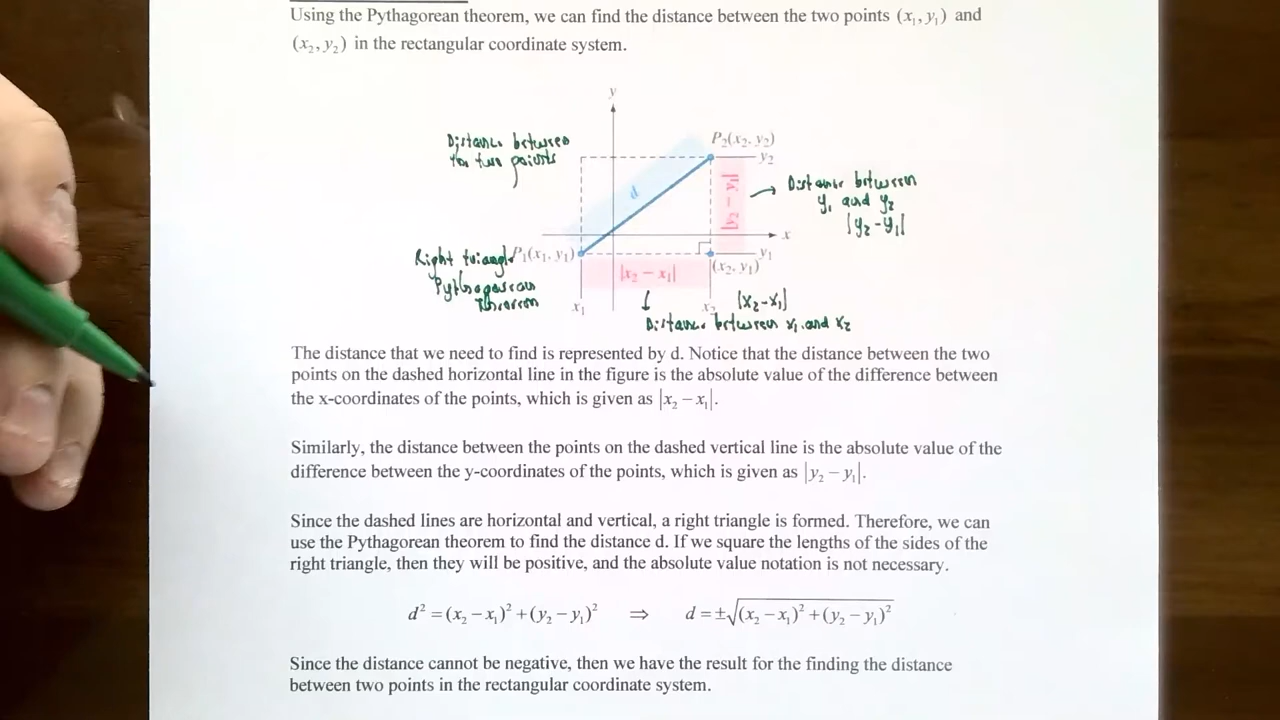 Using the Pythagorean theorem, we can find the distance between the two points (x₁, y₁) and
(x₂, y₂) in the rectangular coordinate system.
y
Distance between
the two points
P₂(x₂, y₂)
y₂
d
|y₂ − y₁|
Distance between
y₁ and y₂
|y₂-y₁|
x
Right triangle
P₁(x₁, y₁)
y₁
(x₂, y₁)
|x₂ − x₁|
Pythagorean
Theorem
x₁
x₂
|x₂-x₁|
Distance between x₁ and x₂
The distance that we need to find is represented by d. Notice that the distance between the two
points on the dashed horizontal line in the figure is the absolute value of the difference between
the x-coordinates of the points, which is given as |x₂ − x₁|.
Similarly, the distance between the points on the dashed vertical line is the absolute value of the
difference between the y-coordinates of the points, which is given as |y₂ − y₁|.
Since the dashed lines are horizontal and vertical, a right triangle is formed. Therefore, we can
use the Pythagorean theorem to find the distance d. If we square the lengths of the sides of the
right triangle, then they will be positive, and the absolute value notation is not necessary.
d² = (x₂ − x₁)² + (y₂ − y₁)² ⇒ d = ±√(x₂ − x₁)² + (y₂ − y₁)²
Since the distance cannot be negative, then we have the result for the finding the distance
between two points in the rectangular coordinate system.